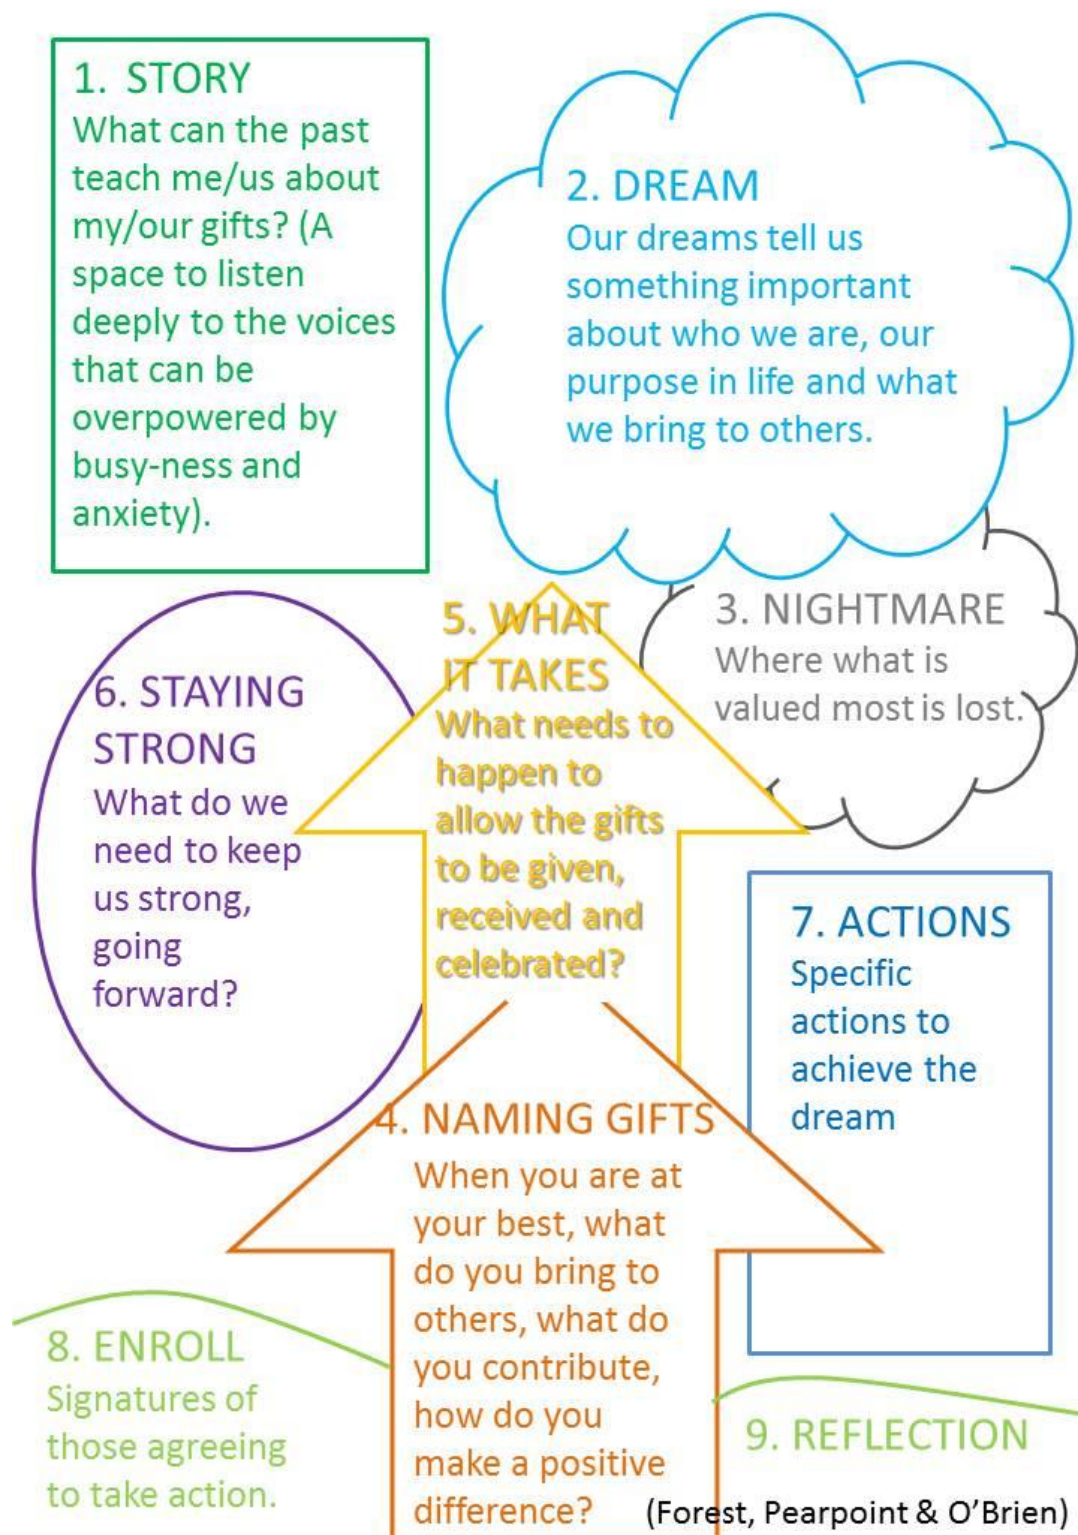 1. STORY
What can the past
teach me/us about
my/our gifts? (A
space to listen
deeply to the voices
that can be
overpowered by
busy-ness and
anxiety).
2. DREAM
Our dreams tell us
something important
about who we are, our
purpose in life and what
we bring to others.
3. NIGHTMARE
Where what is
valued most is lost.
4. NAMING GIFTS
When you are at
your best, what
do you bring to
others, what do
you contribute,
how do you
make a positive
difference?
5. WHAT
IT TAKES
What needs to
happen to
allow the gifts
to be given,
received and
celebrated?
6. STAYING
STRONG
What do we
need to keep
us strong,
going
forward?
7. ACTIONS
Specific
actions to
achieve the
dream
8. ENROLL
Signatures of
those agreeing
to take action.
9. REFLECTION
(Forest, Pearpoint & O'Brien)